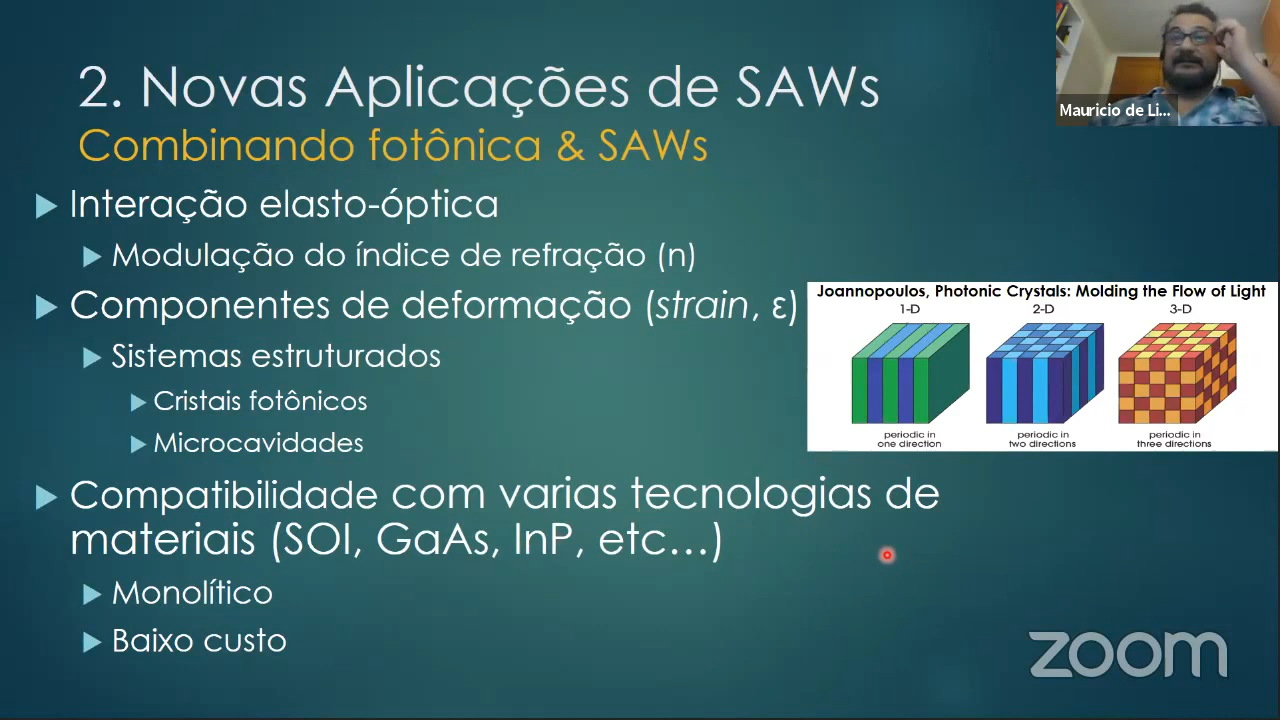 2. Novas Aplicações de SAWs
Combinando fotônica & SAWs
Interação elasto-óptica
Modulação do índice de refração (n)
Componentes de deformação (strain, ε)
Sistemas estruturados
Cristais fotônicos
Microcavidades
Compatibilidade com varias tecnologias de
materiais (SOI, GaAs, InP, etc...)
Monolítico
Baixo custo
Joannopoulos, Photonic Crystals: Molding the Flow of Light
1-D 2-D 3-D
periodic in periodic in periodic in
one direction two directions three directions
Mauricio de Li...
zoom